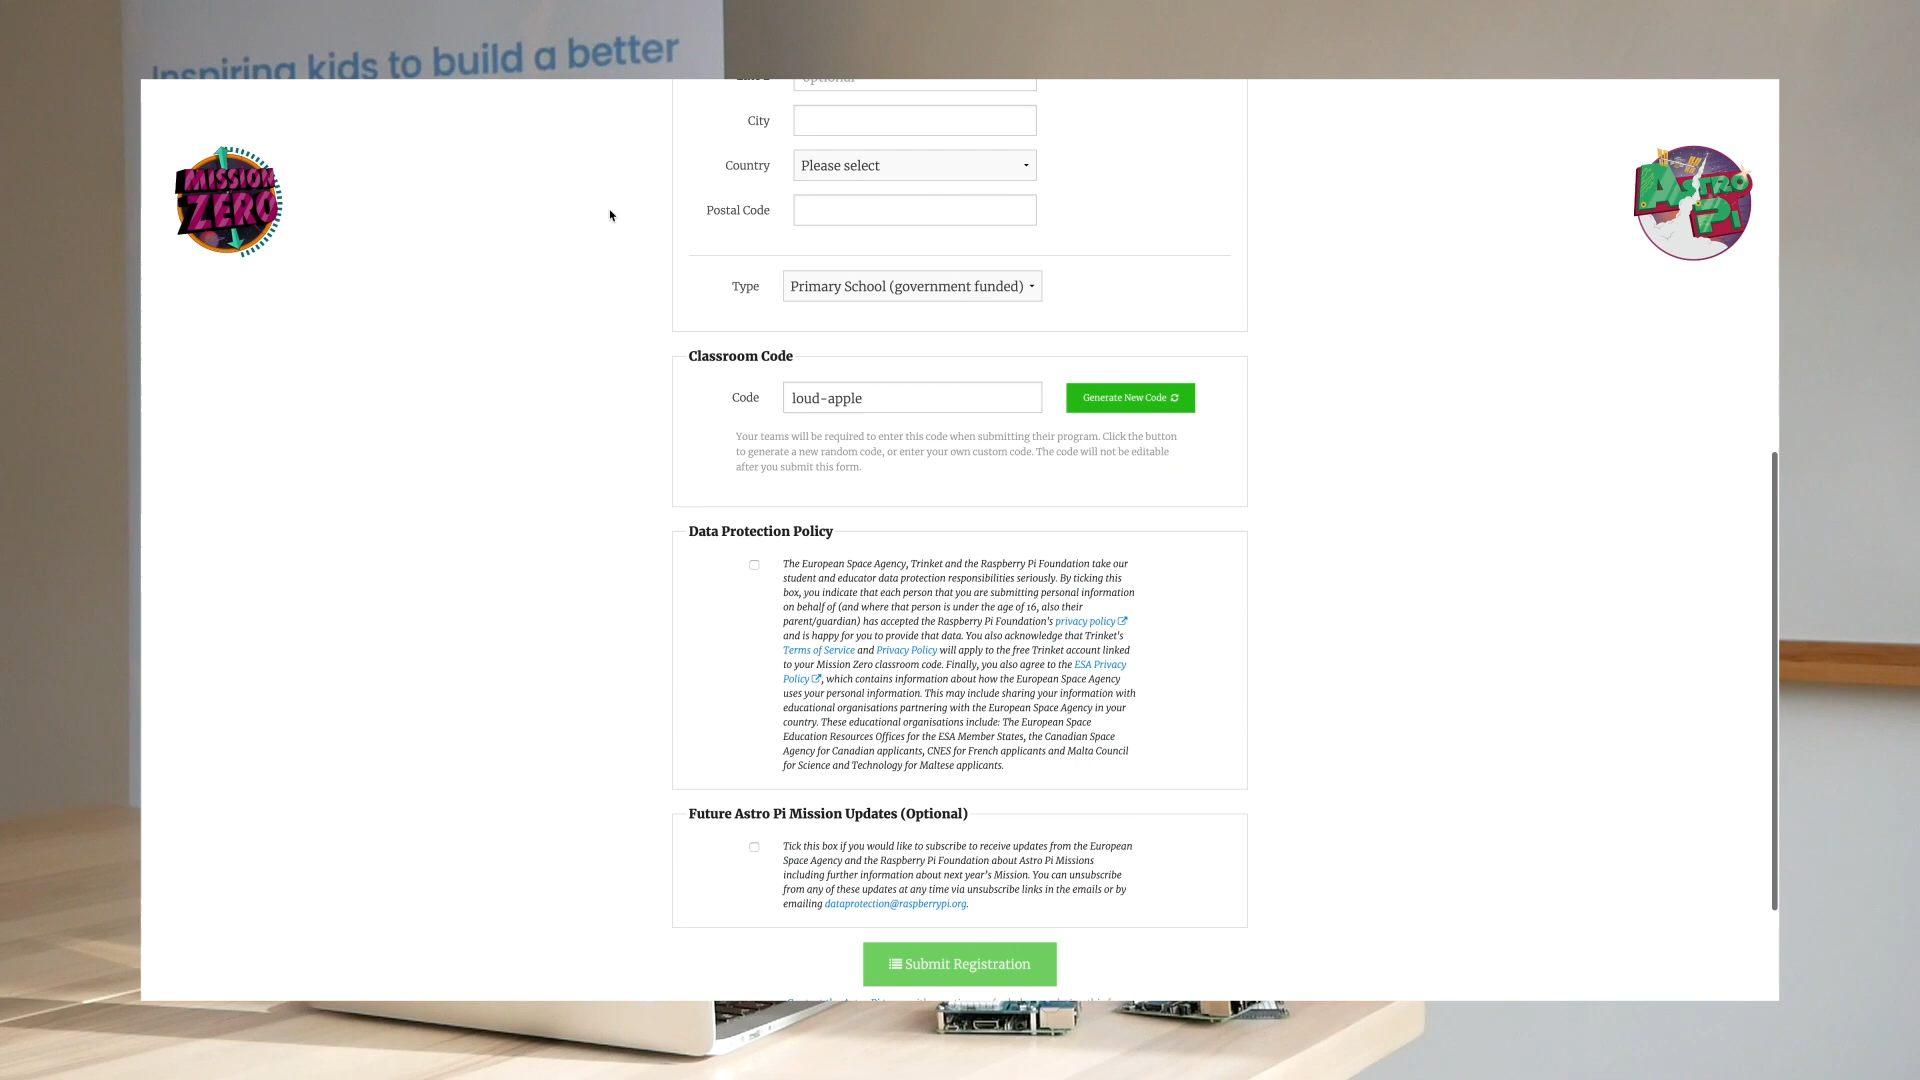 Inspiring kids to build a better
optional
City
Country Please select
MISSION
ZERO
ASTRO
Pi
Postal Code
Type Primary School (government funded)
Classroom Code
Code loud-apple Generate New Code
Your teams will be required to enter this code when submitting their program. Click the button
to generate a new random code, or enter your own custom code. The code will not be editable
after you submit this form.
Data Protection Policy
The European Space Agency, Trinket and the Raspberry Pi Foundation take our
student and educator data protection responsibilities seriously. By ticking this
box, you indicate that each person that you are submitting personal information
on behalf of (and where that person is under the age of 16, also their
parent/guardian) has accepted the Raspberry Pi Foundation's privacy policy
and is happy for you to provide that data. You also acknowledge that Trinket's
Terms of Service and Privacy Policy will apply to the free Trinket account linked
to your Mission Zero classroom code. Finally, you also agree to the ESA Privacy
Policy, which contains information about how the European Space Agency
uses your personal information. This may include sharing your information with
educational organisations partnering with the European Space Agency in your
country. These educational organisations include: The European Space
Education Resources Offices for the ESA Member States, the Canadian Space
Agency for Canadian applicants, CNES for French applicants and Malta Council
for Science and Technology for Maltese applicants.
Future Astro Pi Mission Updates (Optional)
Tick this box if you would like to subscribe to receive updates from the European
Space Agency and the Raspberry Pi Foundation about Astro Pi Missions
including further information about next year's Mission. You can unsubscribe
from any of these updates at any time via unsubscribe links in the emails or by
emailing dataprotection@raspberrypi.org.
Submit Registration